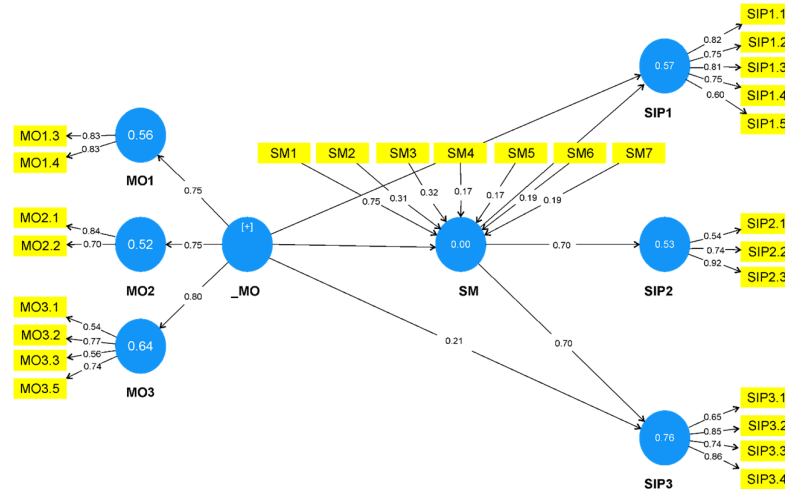 SIP1.1
0.82
SIP1.2
0.75
0.57
0.81
SIP1.3
0.75
SIP1.4
0.60
SIP1.5
SIP1
MO1.3
0.83
0.56
MO1.4
0.83
MO1
SM1
SM2
SM3
SM4
SM5
SM6
SM7
0.75
0.75
0.31
0.32
0.17
0.17
0.19
0.19
MO2.1
0.84
MO2.2
0.70
0.52
0.75
[+]
0.00
0.70
0.53
SIP2.1
0.54
SIP2.2
0.74
SIP2.3
0.92
MO2
_MO
SM
SIP2
0.80
MO3.1
0.54
MO3.2
0.77
0.64
MO3.3
0.56
MO3.5
0.74
MO3
0.21
0.70
SIP3.1
0.65
SIP3.2
0.85
0.76
0.74
SIP3.3
0.86
SIP3.4
SIP3